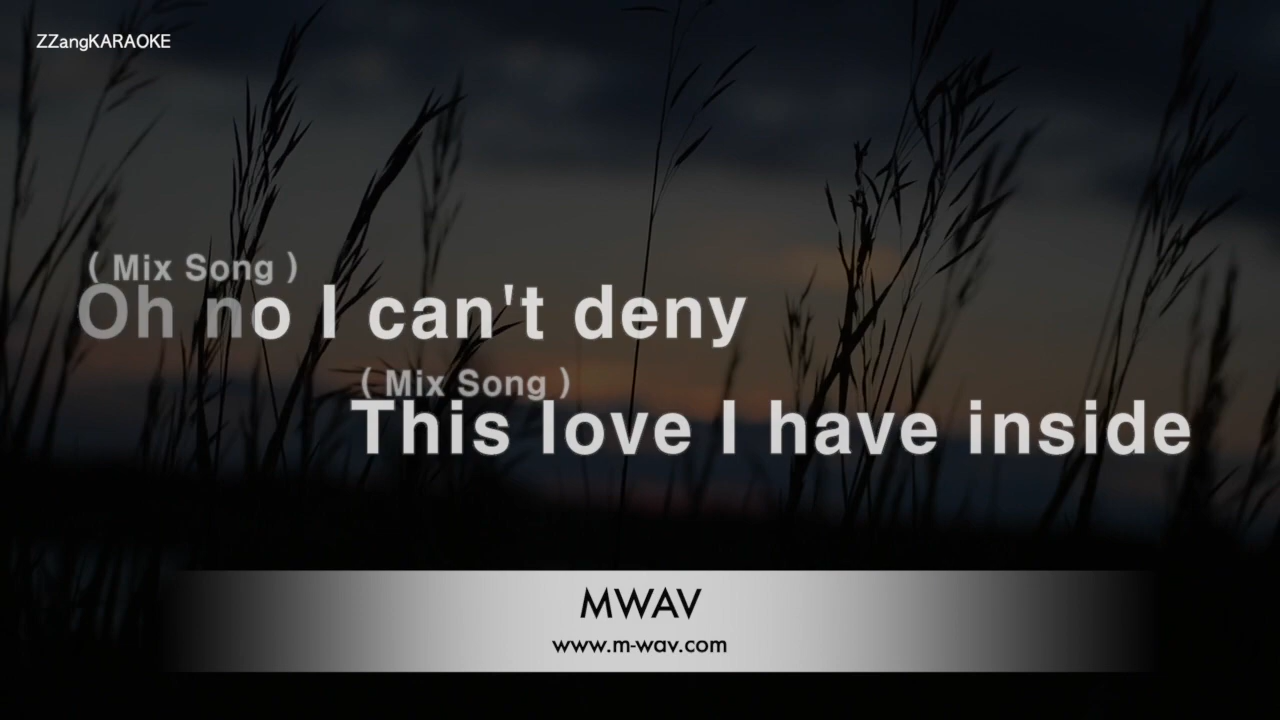 ZZangKARAOKE
( Mix Song )
Oh no I can't deny
( Mix Song )
This love I have inside
MWAV
www.m-wav.com